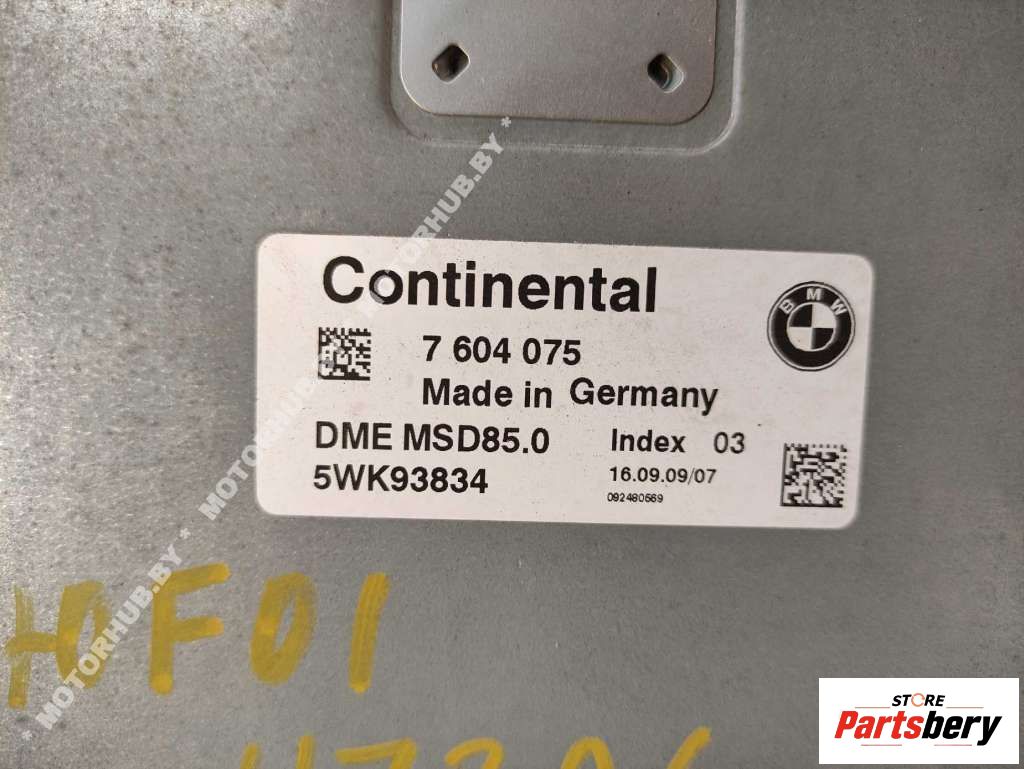 Continental
BMW
7 604 075
Made in Germany
DME MSD85.0 Index 03
5WK93834 16.09.09/07
092480569
F01
* MOTORHUB.BY * MOTORHUB.BY * MOTORHUB.BY *
STORE
Partsbery